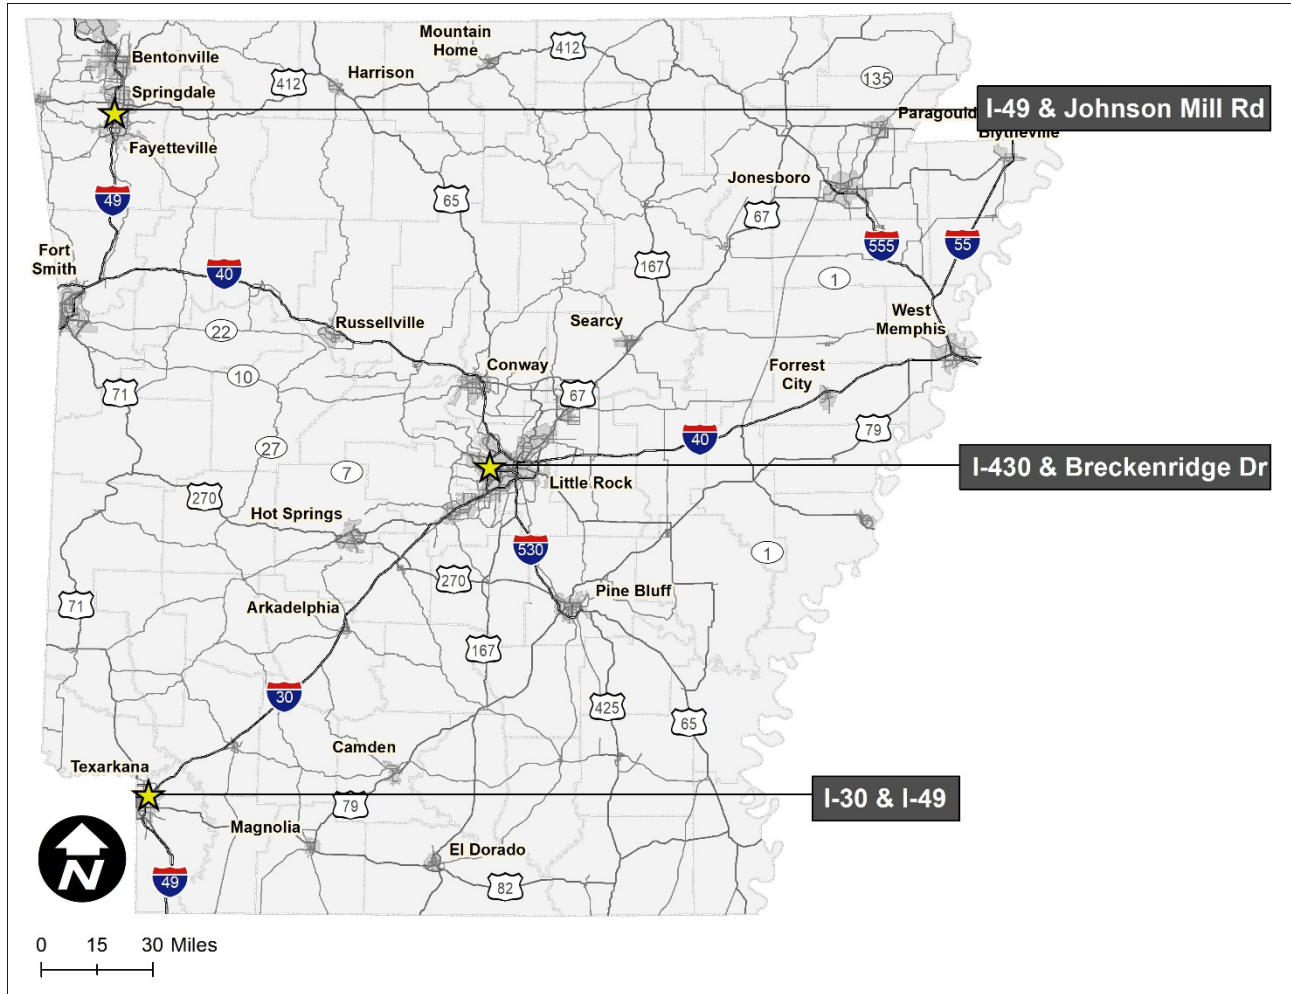 Mountain
Home
412
Bentonville
Harrison
135
412
Springdale
I-49 & Johnson Mill Rd
Paragould
Blytheville
Fayetteville
Jonesboro
49
65
67
555
55
Fort
Smith
40
167
1
22
Russellville
Searcy
West
Memphis
Conway
Forrest
City
10
71
67
27
40
79
7
I-430 & Breckenridge Dr
Little Rock
270
Hot Springs
530
1
270
Pine Bluff
71
Arkadelphia
167
30
425
65
Camden
Texarkana
79
I-30 & I-49
Magnolia
El Dorado
N
49
82
0 15 30 Miles